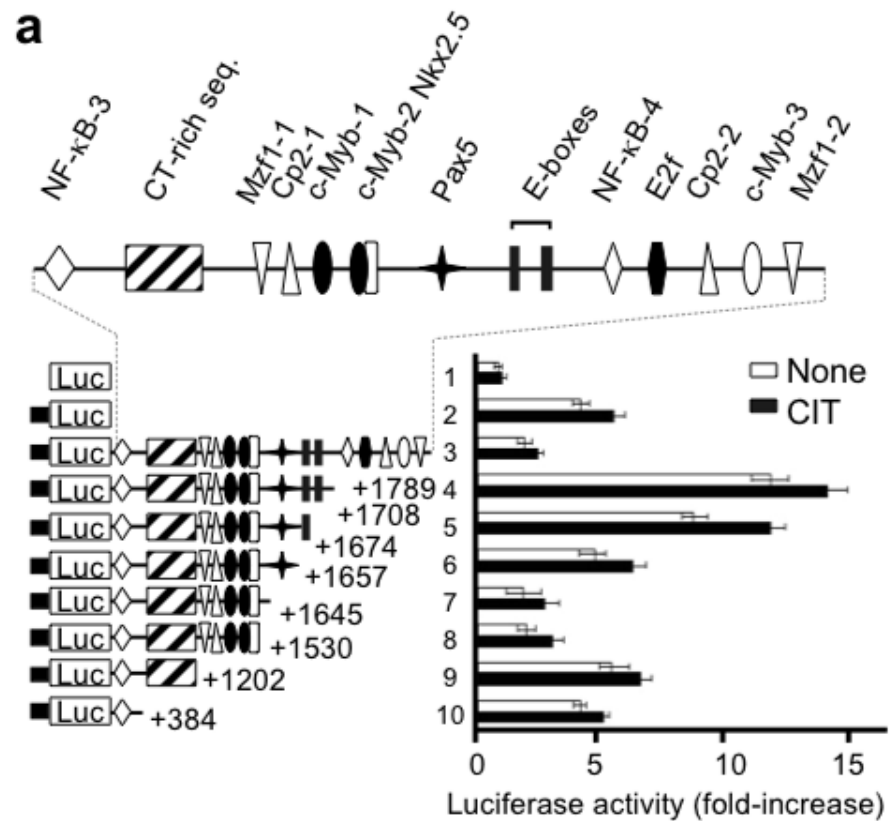 a
NF-κB-3
CT-rich seq.
Mzf1-1
Cp2-1
c-Myb-1
c-Myb-2 Nkx2.5
Pax5
E-boxes
NF-κB-4
E2f
Cp2-2
c-Myb-3
Mzf1-2
Luc 1
Luc 2
Luc 3
Luc +1789 4
Luc +1708 5
Luc +1674 6
+1657
Luc +1645 7
Luc +1530 8
Luc +1202 9
Luc +384 10
None
CIT
0 5 10 15
Luciferase activity (fold-increase)